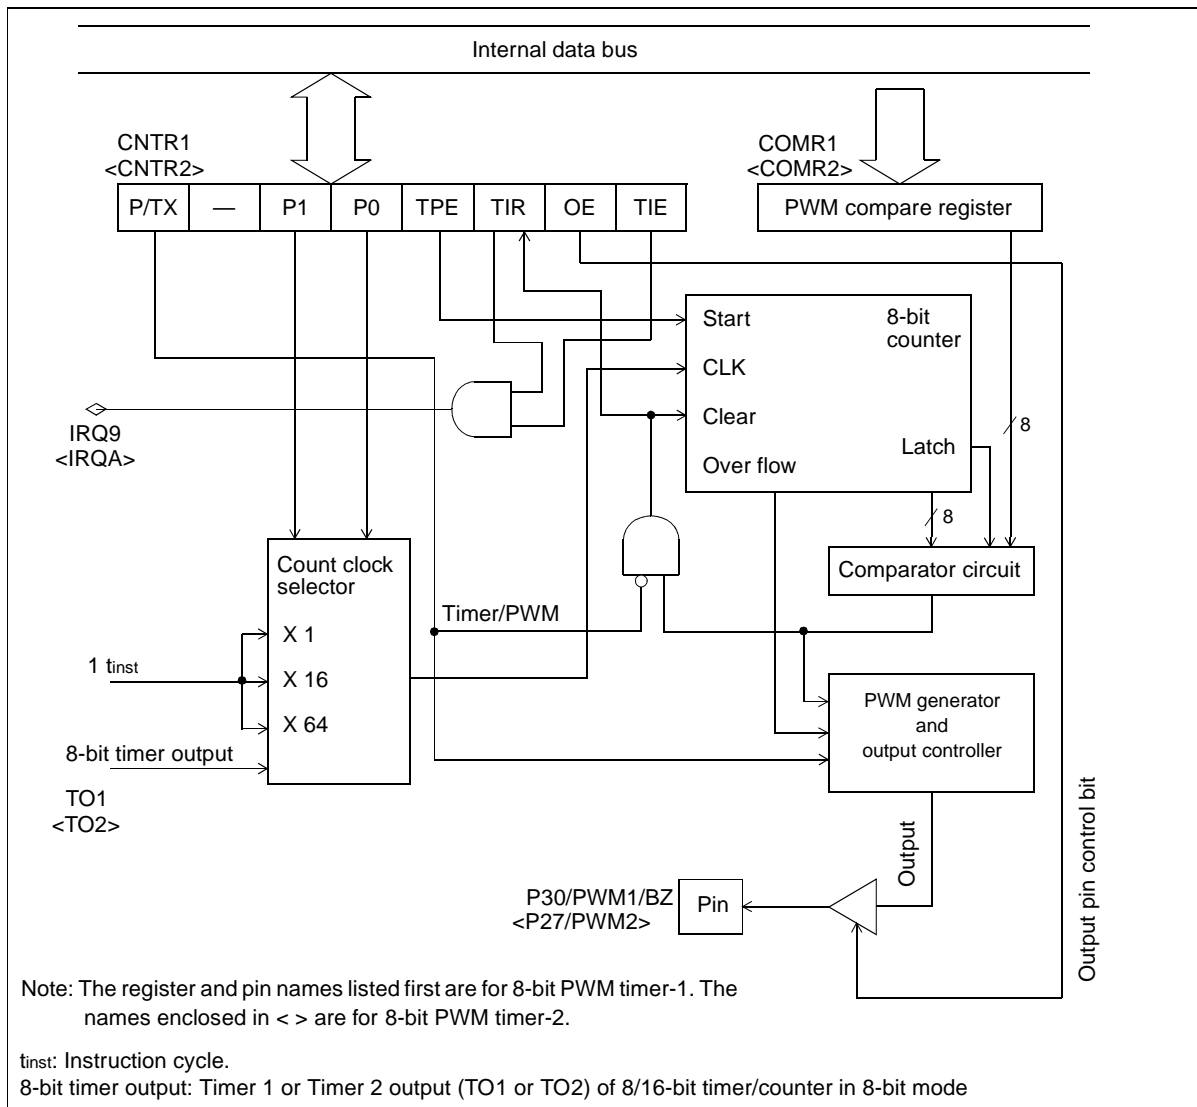 Internal data bus
CNTR1
<CNTR2>
COMR1
<COMR2>
P/TX — P1 P0 TPE TIR OE TIE
PWM compare register
Start
8-bit
counter
CLK
Clear
8
IRQ9
<IRQA>
Latch
Over flow
8
Count clock
selector
Comparator circuit
Timer/PWM
X 1
1 tinst
X 16
X 64
PWM generator
and
output controller
8-bit timer output
TO1
<TO2>
Output
Output pin control bit
P30/PWM1/BZ
<P27/PWM2>
Pin
Note: The register and pin names listed first are for 8-bit PWM timer-1. The
names enclosed in < > are for 8-bit PWM timer-2.
tinst: Instruction cycle.
8-bit timer output: Timer 1 or Timer 2 output (TO1 or TO2) of 8/16-bit timer/counter in 8-bit mode